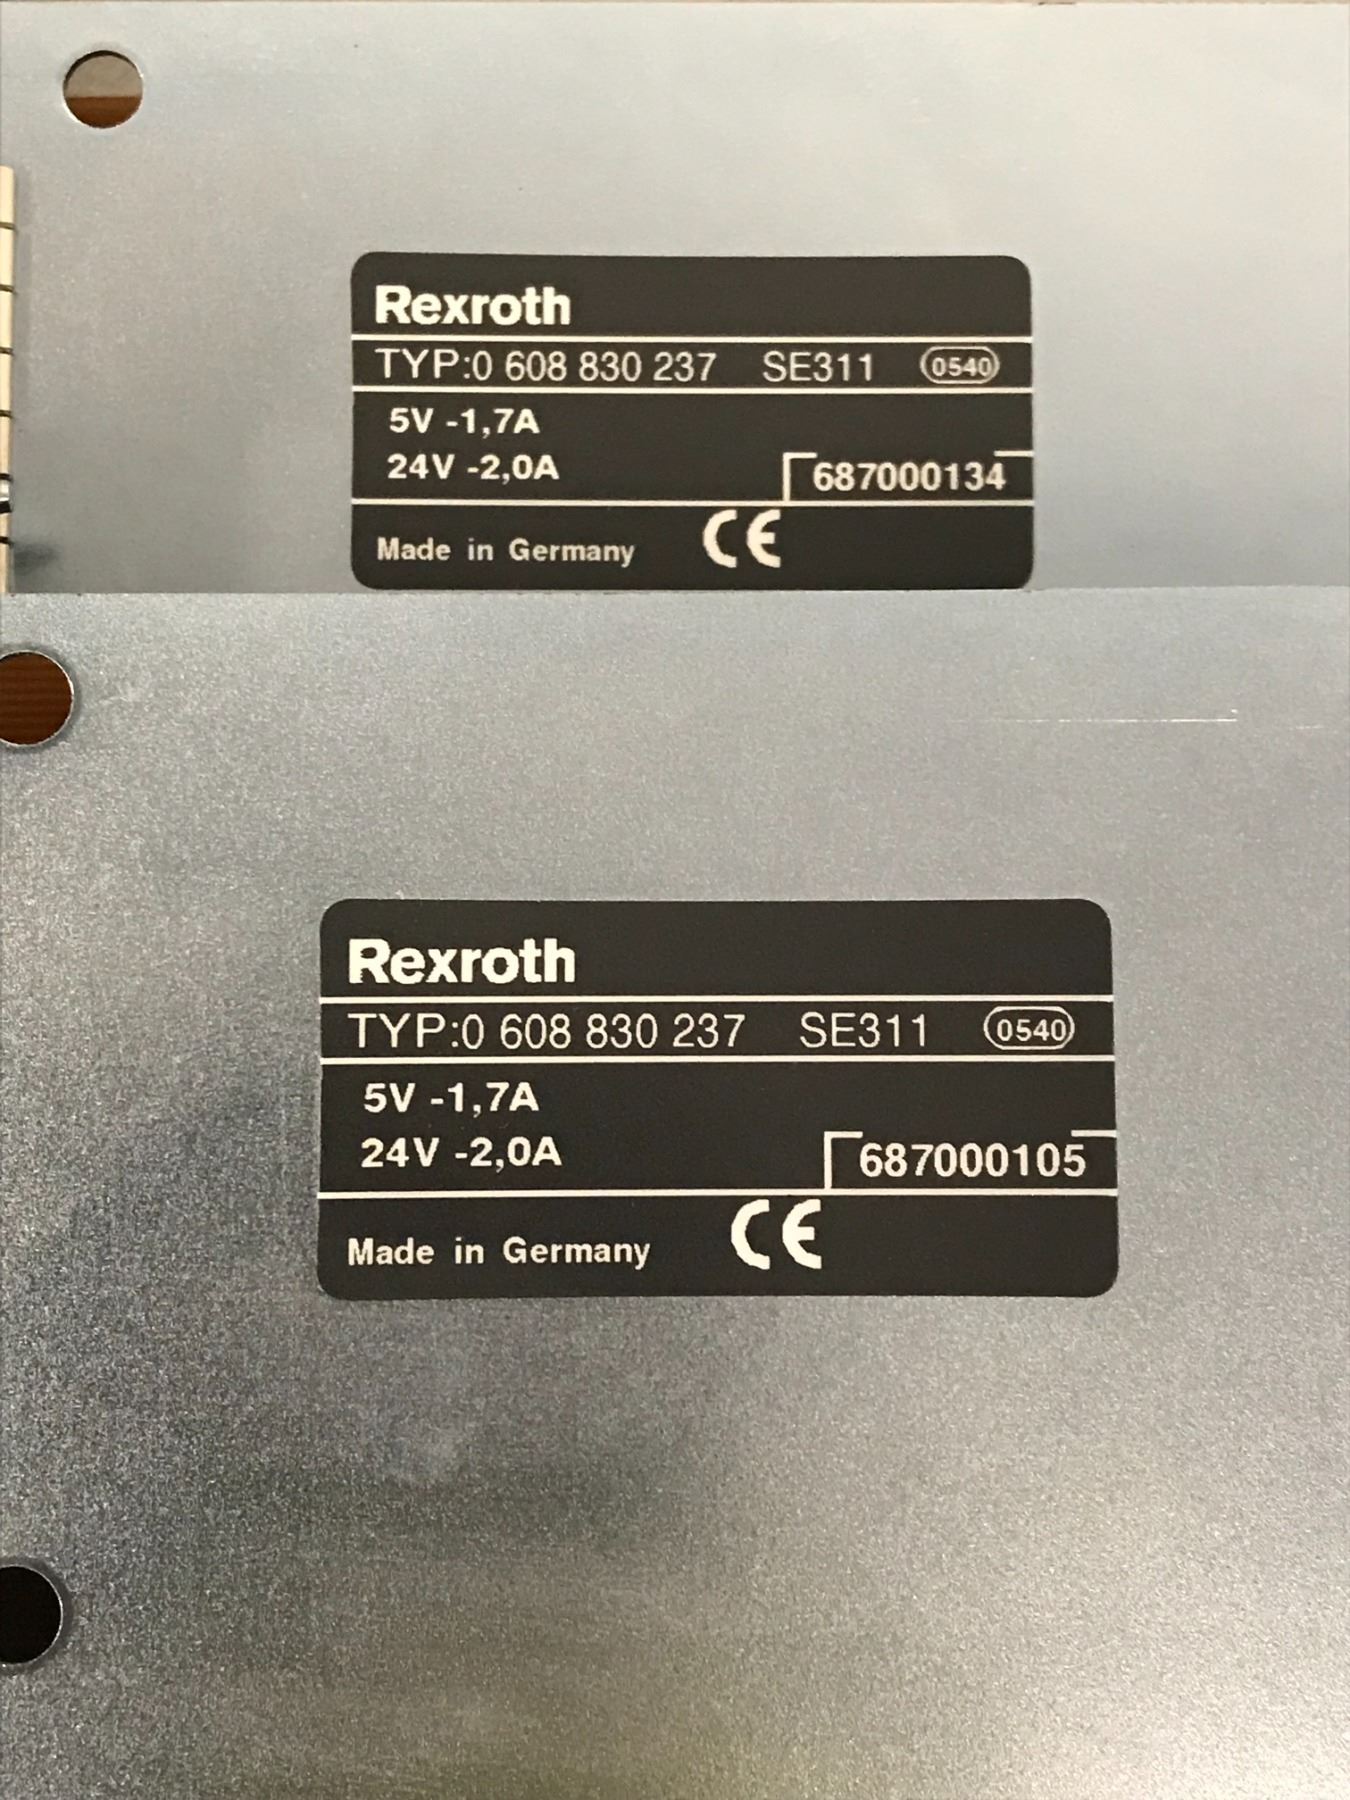 Rexroth
TYP:0 608 830 237 SE311 0540
5V -1,7A
24V -2,0A
687000134
Made in Germany CE
Rexroth
TYP:0 608 830 237 SE311 0540
5V -1,7A
24V -2,0A
687000105
Made in Germany CE